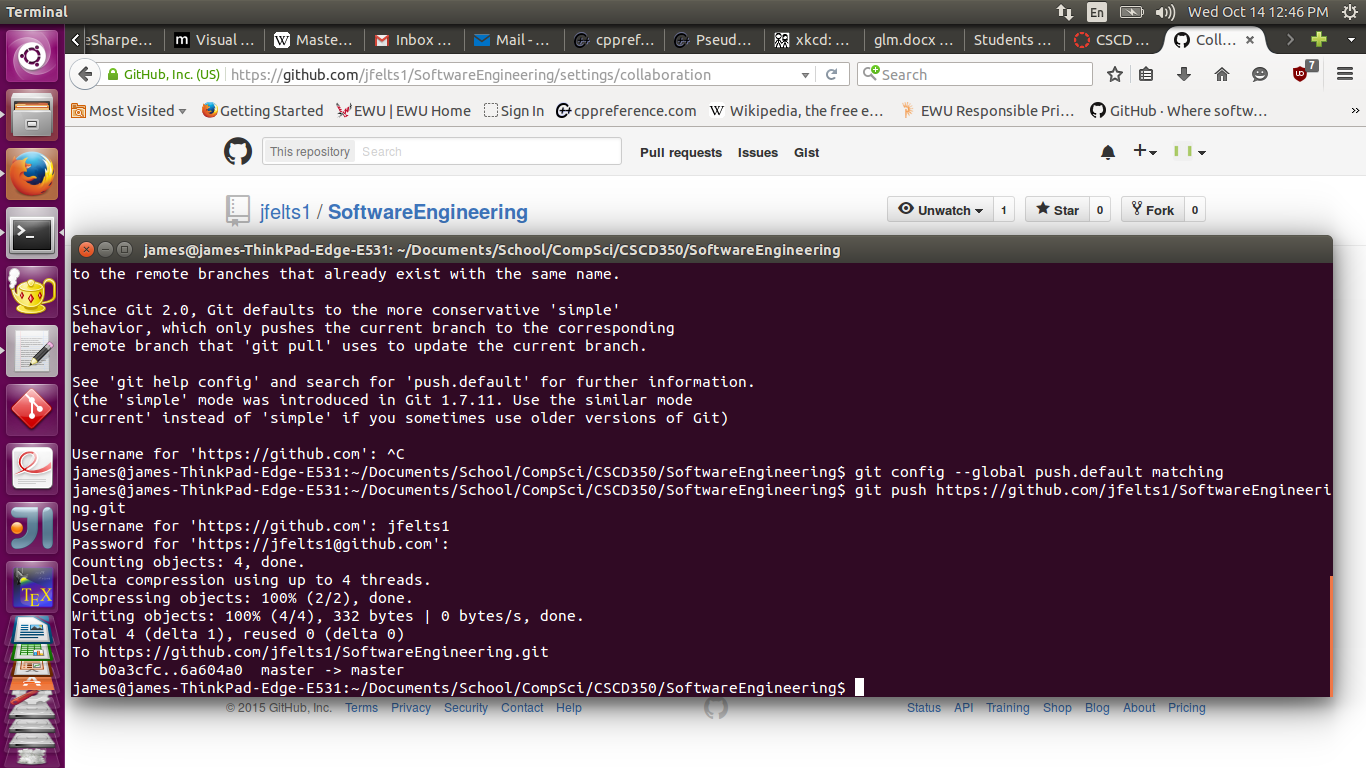 Terminal
En
Wed Oct 14 12:46 PM
eSharpe...
Visual ...
Maste...
Inbox ...
Mail - ...
cppref...
Pseud...
xkcd: ...
glm.docx ...
Students ...
CSCD ...
Coll...
GitHub, Inc. (US)
https://github.com/jfelts1/SoftwareEngineering/settings/collaboration
Search
7
Most Visited
Getting Started
EWU | EWU Home
Sign In
cppreference.com
Wikipedia, the free e...
EWU Responsible Pri...
GitHub · Where softw...
»
This repository
Search
Pull requests
Issues
Gist
jfelts1 / SoftwareEngineering
Unwatch
1
Star
0
Fork
0
james@james-ThinkPad-Edge-E531: ~/Documents/School/CompSci/CSCD350/SoftwareEngineering
to the remote branches that already exist with the same name.
Since Git 2.0, Git defaults to the more conservative 'simple'
behavior, which only pushes the current branch to the corresponding
remote branch that 'git pull' uses to update the current branch.
See 'git help config' and search for 'push.default' for further information.
(the 'simple' mode was introduced in Git 1.7.11. Use the similar mode
'current' instead of 'simple' if you sometimes use older versions of Git)
Username for 'https://github.com': ^C
james@james-ThinkPad-Edge-E531:~/Documents/School/CompSci/CSCD350/SoftwareEngineering$ git config --global push.default matching
james@james-ThinkPad-Edge-E531:~/Documents/School/CompSci/CSCD350/SoftwareEngineering$ git push https://github.com/jfelts1/SoftwareEngineeri
ng.git
Username for 'https://github.com': jfelts1
Password for 'https://jfelts1@github.com':
Counting objects: 4, done.
Delta compression using up to 4 threads.
Compressing objects: 100% (2/2), done.
Writing objects: 100% (4/4), 332 bytes | 0 bytes/s, done.
Total 4 (delta 1), reused 0 (delta 0)
To https://github.com/jfelts1/SoftwareEngineering.git
   b0a3cfc..6a604a0  master -> master
james@james-ThinkPad-Edge-E531:~/Documents/School/CompSci/CSCD350/SoftwareEngineering$
TEX
© 2015 GitHub, Inc.
Terms
Privacy
Security
Contact
Help
Status
API
Training
Shop
Blog
About
Pricing